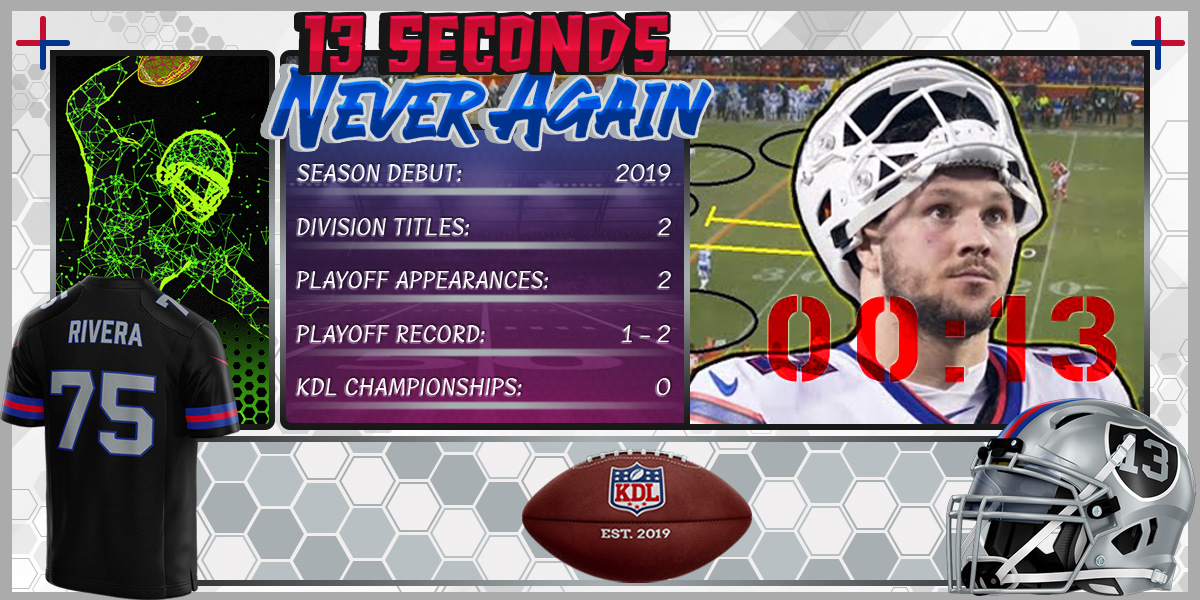 13 SECONDS
NEVER AGAIN
SEASON DEBUT: 2019
DIVISION TITLES: 2
PLAYOFF APPEARANCES: 2
PLAYOFF RECORD: 1 - 2
KDL CHAMPIONSHIPS: 0
00:13
RIVERA
75
KDL
EST. 2019
13